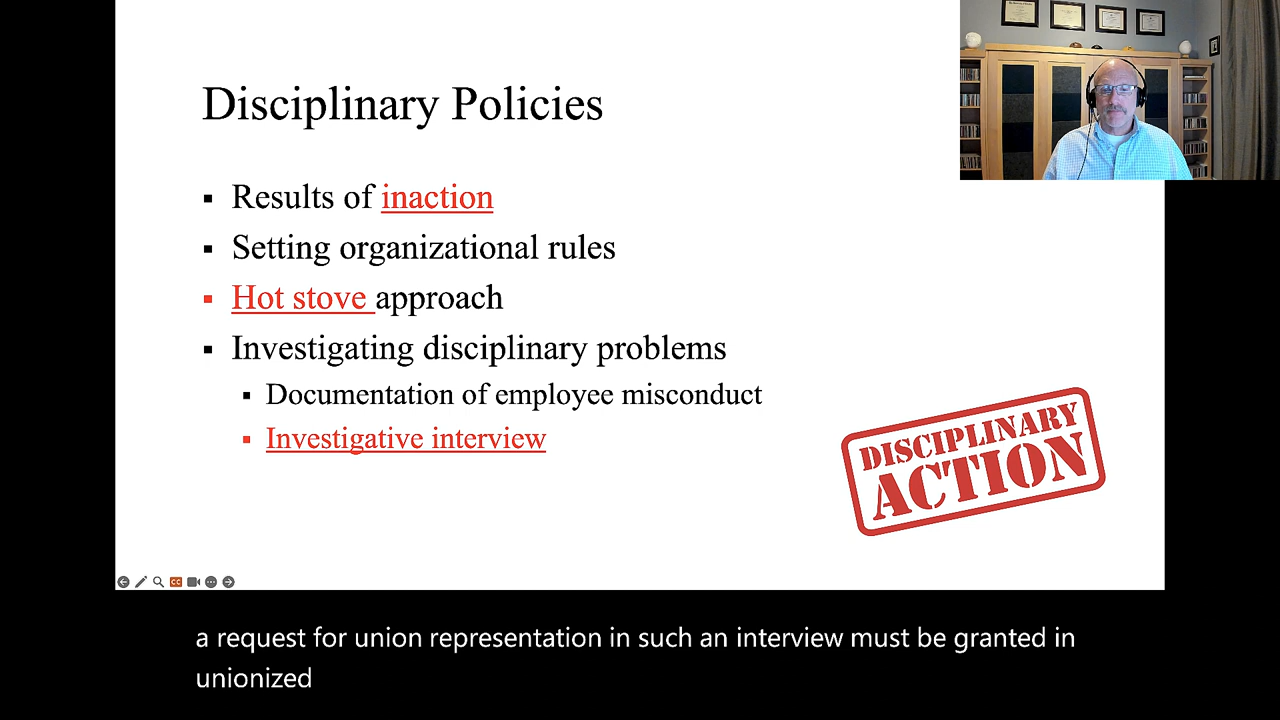 Disciplinary Policies
▪ Results of inaction
▪ Setting organizational rules
▪ Hot stove approach
▪ Investigating disciplinary problems
▪ Documentation of employee misconduct
▪ Investigative interview
DISCIPLINARY
ACTION
CC
a request for union representation in such an interview must be granted in
unionized